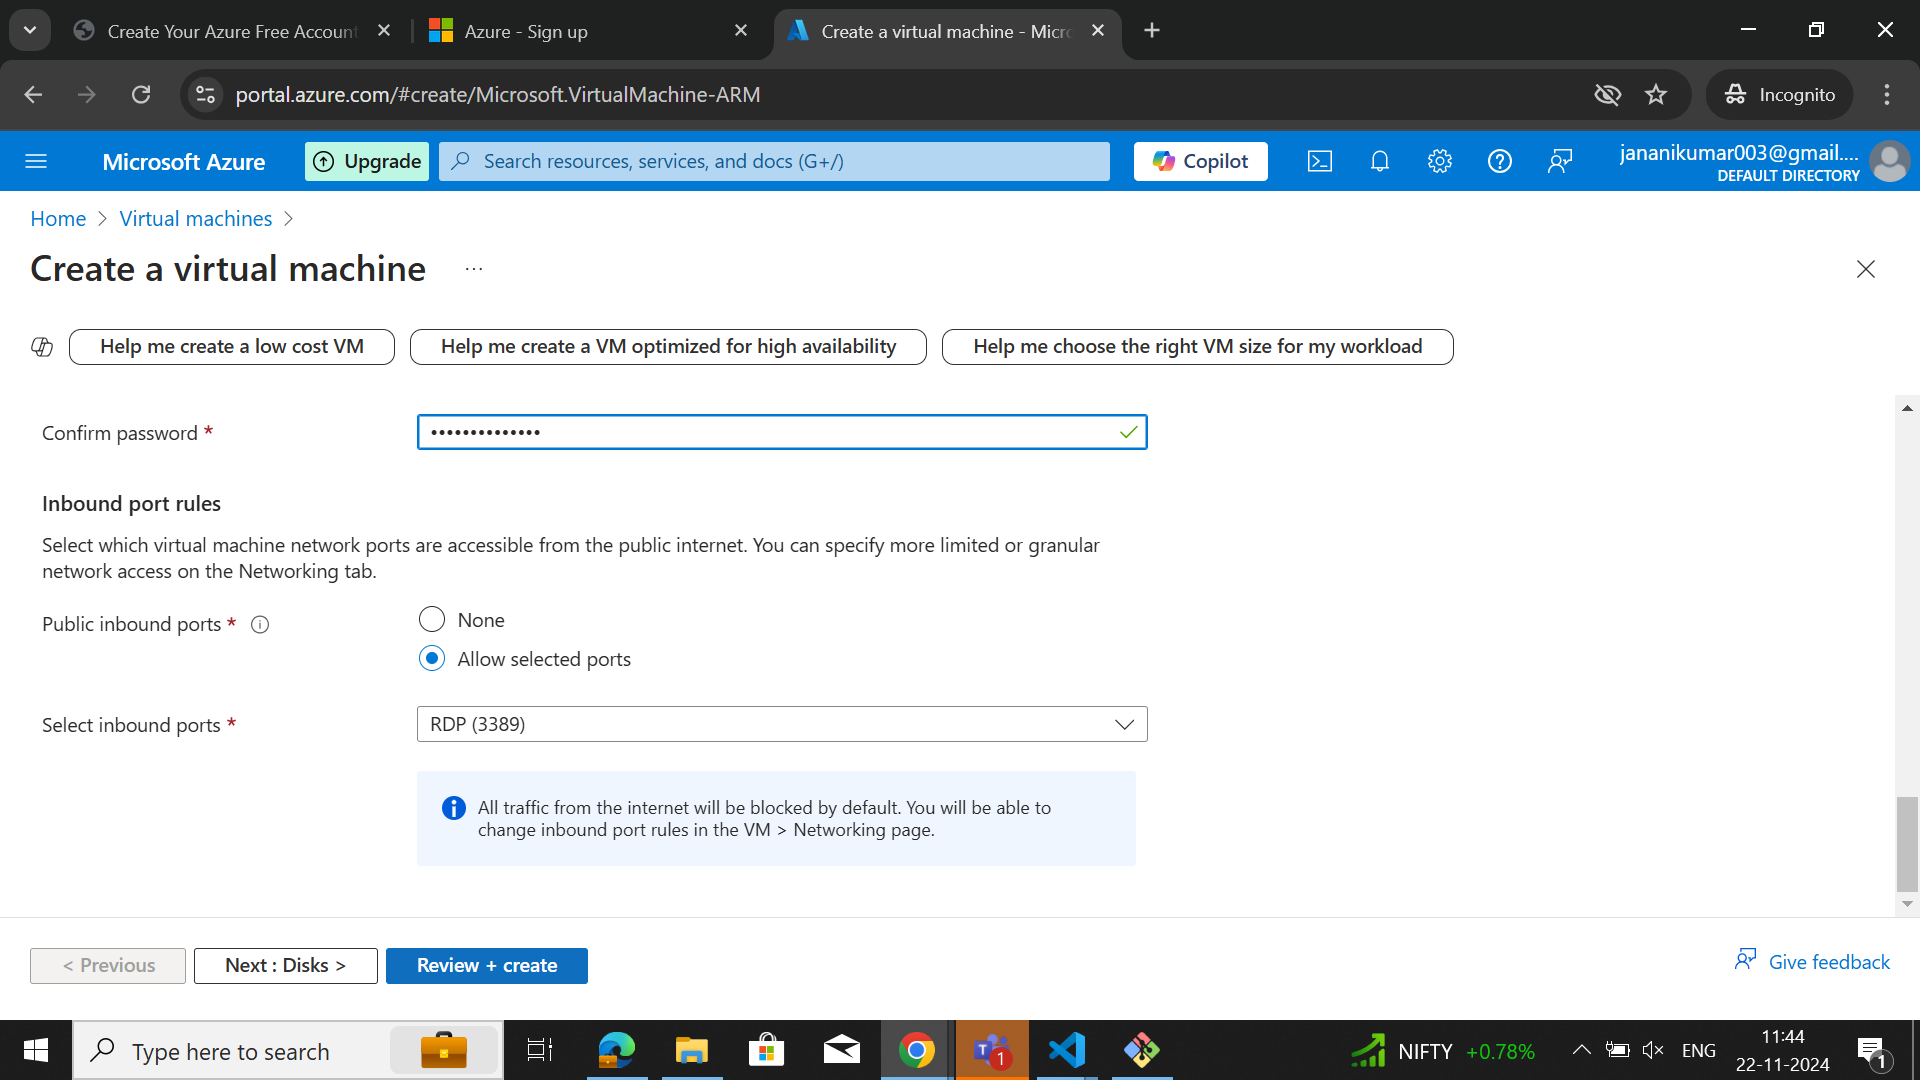 Create Your Azure Free Account
Azure - Sign up
Create a virtual machine - Micro
portal.azure.com/#create/Microsoft.VirtualMachine-ARM
Incognito
Microsoft Azure
Upgrade
Search resources, services, and docs (G+/)
Copilot
jananikumar003@gmail....
DEFAULT DIRECTORY
Home > Virtual machines >
Create a virtual machine ...
Help me create a low cost VM
Help me create a VM optimized for high availability
Help me choose the right VM size for my workload
Confirm password *
••••••••••••••
Inbound port rules
Select which virtual machine network ports are accessible from the public internet. You can specify more limited or granular
network access on the Networking tab.
Public inbound ports *
None
Allow selected ports
Select inbound ports *
RDP (3389)
All traffic from the internet will be blocked by default. You will be able to
change inbound port rules in the VM > Networking page.
< Previous
Next : Disks >
Review + create
Give feedback
Type here to search
1
NIFTY +0.78%
ENG
11:44
22-11-2024
1